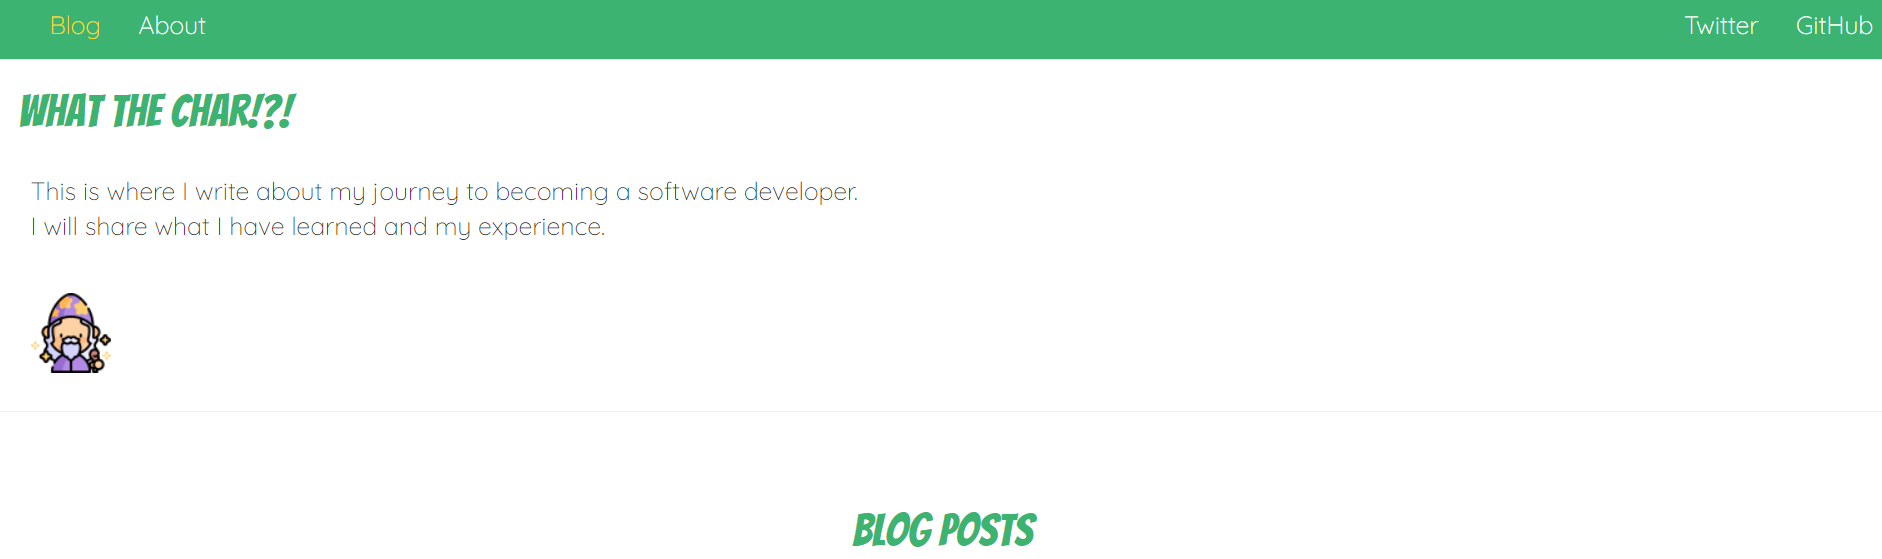 Blog About Twitter GitHub
WHAT THE CHAR!?!
This is where I write about my journey to becoming a software developer.
I will share what I have learned and my experience.
BLOG POSTS